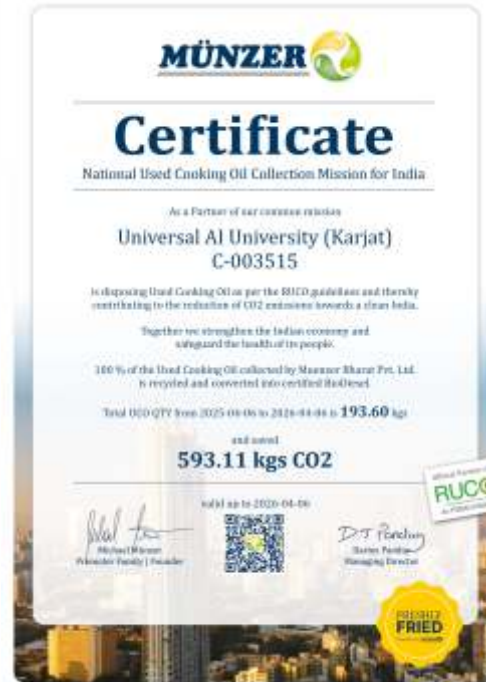 MÜNZER
Certificate
National Used Cooking Oil Collection Mission for India
As a Partner of our common mission
Universal AI University (Karjat)
C-003515
is disposing Used Cooking Oil as per the RUCO guidelines and thereby
contributing to the reduction of CO2 emissions towards a clean India.
Together we strengthen the Indian economy and
safeguard the health of its people.
100 % of the Used Cooking Oil collected by Muenzer Bharat Pvt. Ltd.
is recycled and converted into certified BioDiesel
Total UCO QTY from 2025-04-06 to 2026-04-06 is 193.60 kgs
and saved
593.11 kgs CO2
valid up to 2026-04-06
Michael Münzer
Founder
Managing Director
RUCO
FRIED